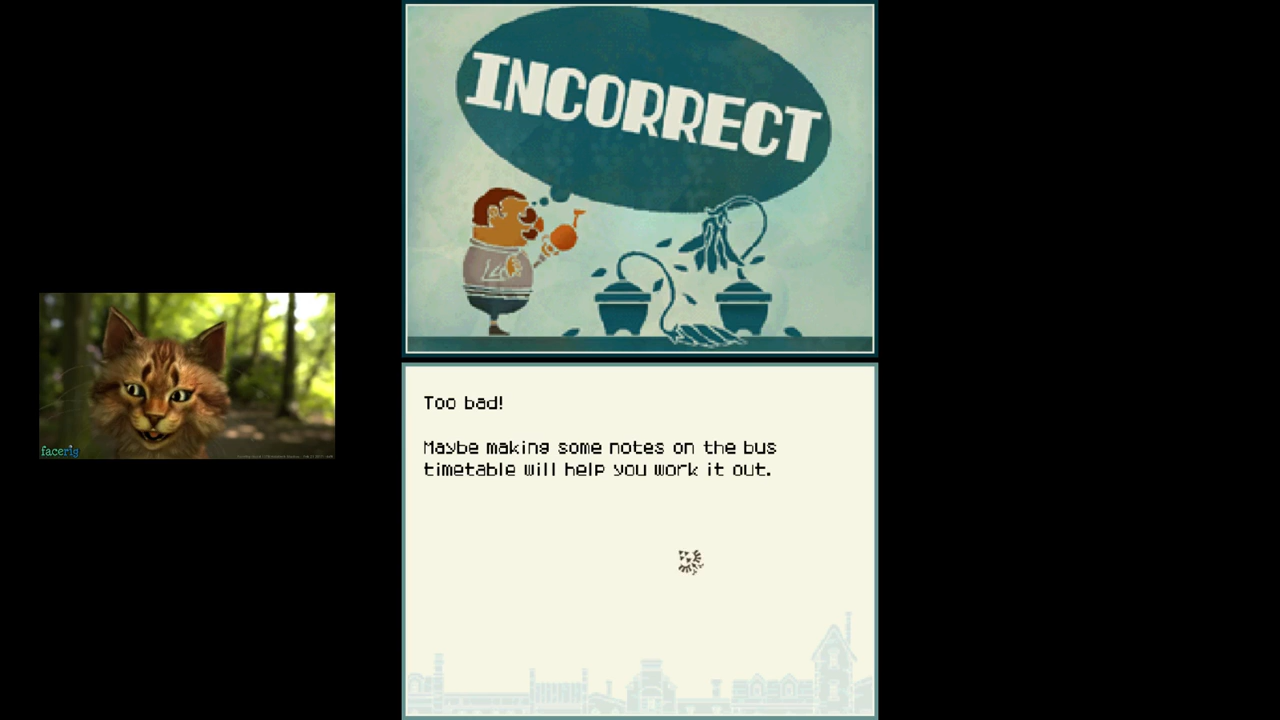 INCORRECT
Too bad!
Maybe making some notes on the bus
timetable will help you work it out.
facerig